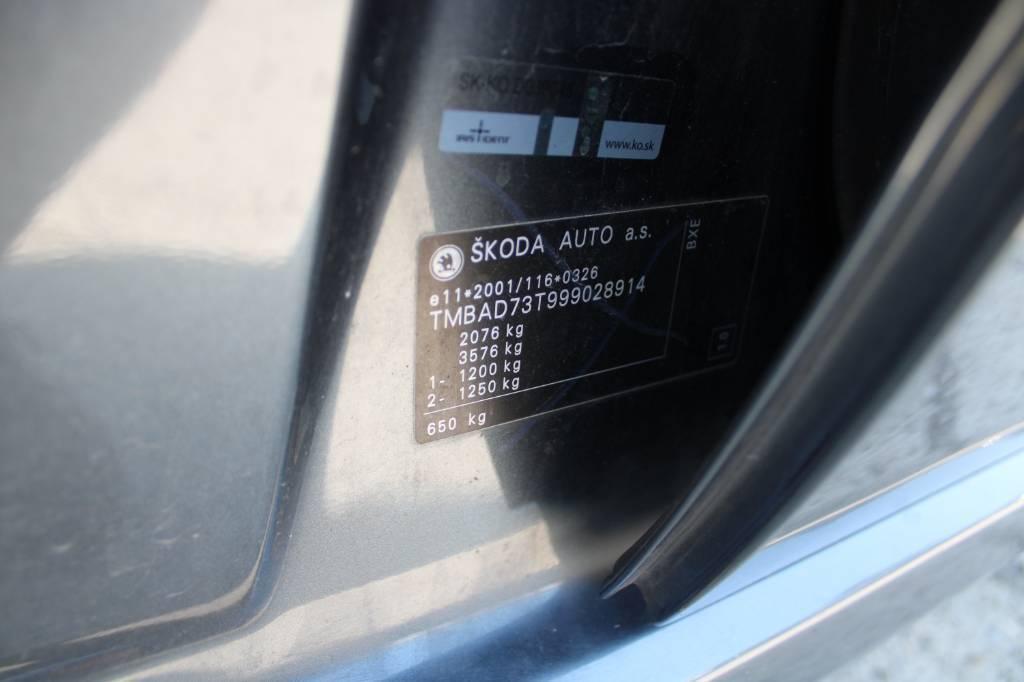 www.ko.sk
ŠKODA AUTO a.s.
BXE
e11*2001/116*0326
TMBAD73T999028914
2076 kg
3576 kg
1- 1200 kg
2- 1250 kg
650 kg